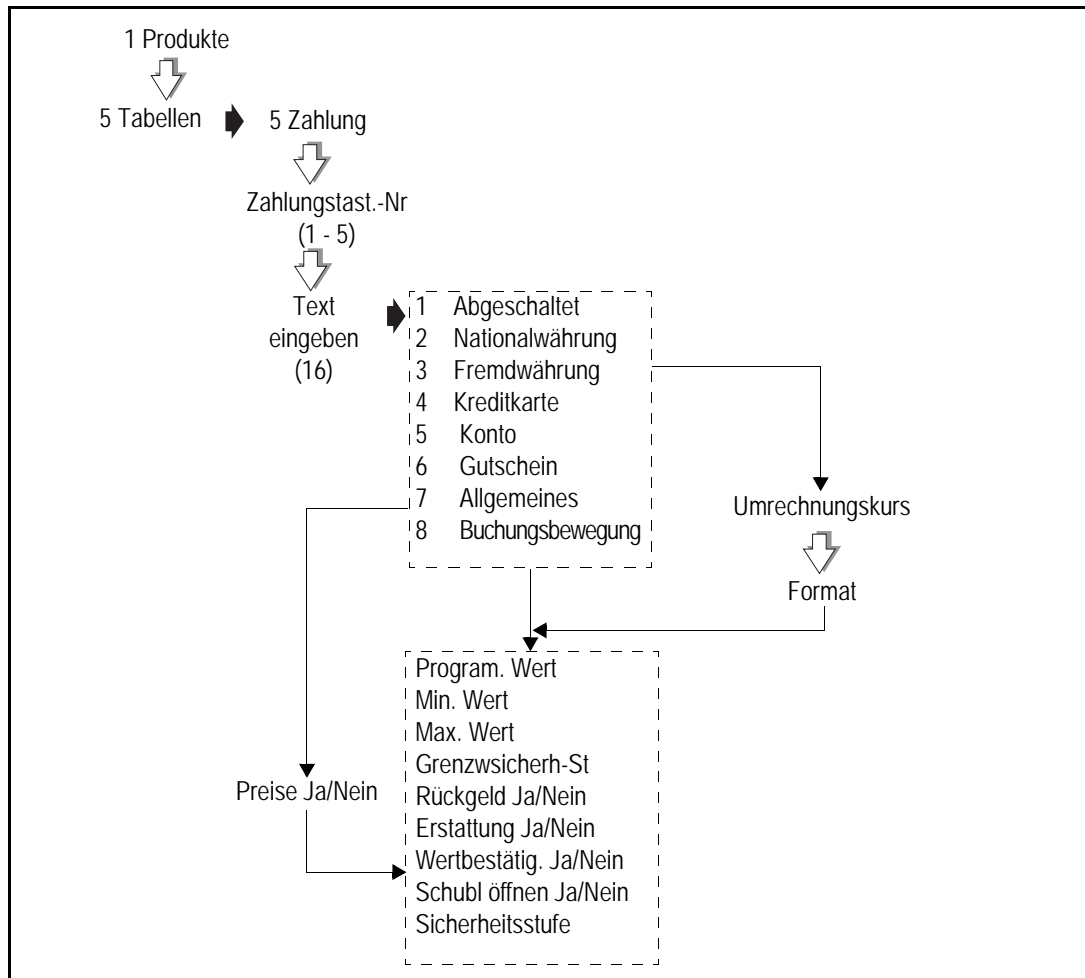 1 Produkte
5 Tabellen
5 Zahlung
Zahlungstast.-Nr
(1 - 5)
Text
eingeben
(16)
1 Abgeschaltet
2 Nationalwährung
3 Fremdwährung
4 Kreditkarte
5 Konto
6 Gutschein
7 Allgemeines
8 Buchungsbewegung
Umrechnungskurs
Format
Preise Ja/Nein
Program. Wert
Min. Wert
Max. Wert
Grenzwsicherh-St
Rückgeld Ja/Nein
Erstattung Ja/Nein
Wertbestätig. Ja/Nein
Schubl öffnen Ja/Nein
Sicherheitsstufe